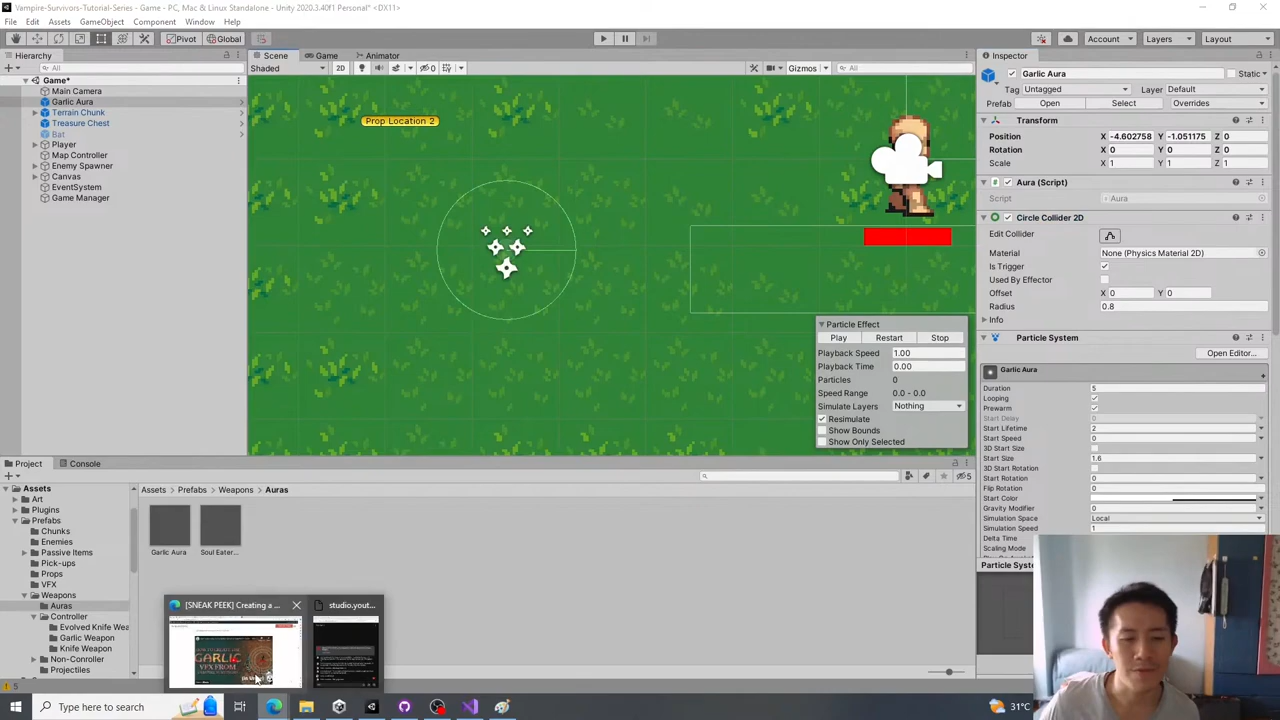 Vampire-Survivors-Tutorial-Series - Game - PC, Mac & Linux Standalone - Unity 2020.3.40f1 Personal* <DX11>
File Edit Assets GameObject Component Window Help
Pivot Global Account Layers Layout
Hierarchy Scene Game Animator Inspector
All Shaded 2D 0 Gizmos All
Game*
Main Camera
Garlic Aura
Terrain Chunk
Treasure Chest
Bat
Player
Map Controller
Enemy Spawner
Canvas
EventSystem
Game Manager
Prop Location 2
Particle Effect
Play Restart Stop
Playback Speed 1.00
Playback Time 0.00
Particles 0
Speed Range 0.0 - 0.0
Simulate Layers Nothing
Resimulate
Show Bounds
Show Only Selected
Garlic Aura Static
Tag Untagged Layer Default
Prefab Open Select Overrides
Transform
Position X -4.602758 Y -1.051175 Z 0
Rotation X 0 Y 0 Z 0
Scale X 1 Y 1 Z 1
Aura (Script)
Script Aura
Circle Collider 2D
Edit Collider
Material None (Physics Material 2D)
Is Trigger
Used By Effector
Offset X 0 Y 0
Radius 0.8
Info
Particle System
Open Editor...
Garlic Aura
Duration 5
Looping
Prewarm
Start Delay 0
Start Lifetime 2
Start Speed 0
3D Start Size
Start Size 1.6
3D Start Rotation
Start Rotation 0
Flip Rotation 0
Start Color
Gravity Modifier 0
Simulation Space Local
Simulation Speed 1
Delta Time
Scaling Mode
Particle Syste
Project Console
5
Assets
Art
Plugins
Prefabs
Chunks
Enemies
Passive Items
Pick-ups
Props
VFX
Weapons
Auras
Controller
Evolved Knife We
Garlic Weapon
Knife Weapon
Non-Controller
Projectiles
Assets Prefabs Weapons Auras
Garlic Aura Soul Eater...
[SNEAK PEEK] Creating a ... studio.yout...
GARLIC
VFX FROM
5
Type here to search
31°C